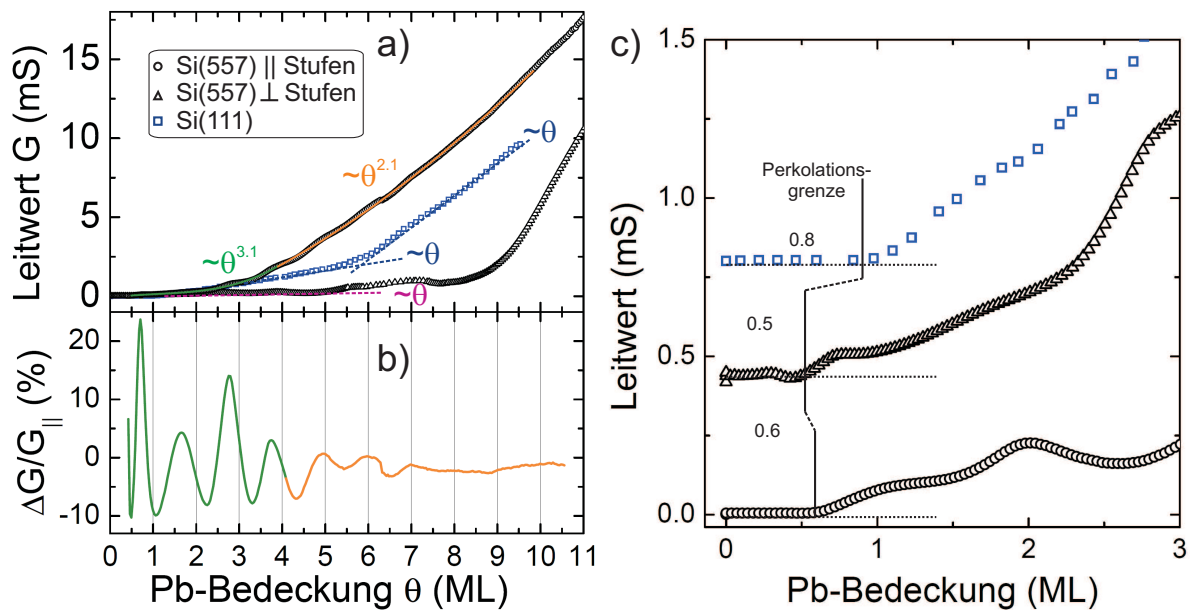 a)
Leitwert G (mS)
15
10
5
0
Si(557) || Stufen
Si(557) ⊥ Stufen
Si(111)
~θ^2.1
~θ
~θ^3.1
~θ
~θ
b)
ΔG/G_||(%)
20
10
0
-10
0 1 2 3 4 5 6 7 8 9 10 11
Pb-Bedeckung θ (ML)
c)
Leitwert (mS)
1.5
1.0
0.5
0.0
Perkolations-
grenze
0.8
0.5
0.6
0 1 2 3
Pb-Bedeckung (ML)